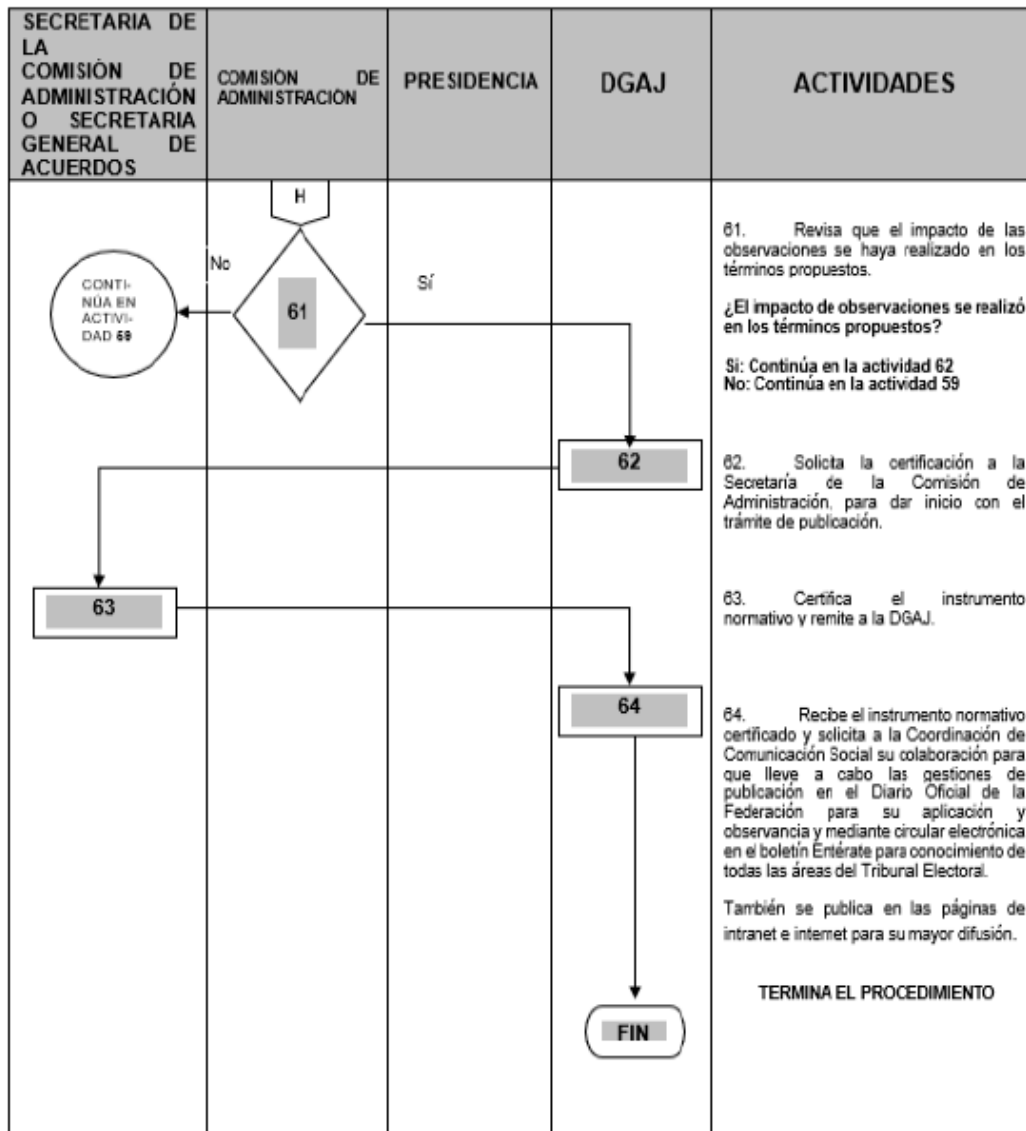 SECRETARIA DE
LA
COMISIÓN DE
ADMINISTRACIÓN
O SECRETARIA
GENERAL DE
ACUERDOS
COMISIÓN DE
ADMINISTRACIÓN
PRESIDENCIA
DGAJ
ACTIVIDADES
H
No
Sí
CONTI-
NÚA EN
ACTIVI-
DAD 59
61
61. Revisa que el impacto de las
observaciones se haya realizado en los
términos propuestos.
¿El impacto de observaciones se realizó
en los términos propuestos?
Si: Continúa en la actividad 62
No: Continúa en la actividad 59
62
62. Solicita la certificación a la
Secretaría de la Comisión de
Administración, para dar inicio con el
trámite de publicación.
63
63. Certifica el instrumento
normativo y remite a la DGAJ.
64
64. Recibe el instrumento normativo
certificado y solicita a la Coordinación de
Comunicación Social su colaboración para
que lleve a cabo las gestiones de
publicación en el Diario Oficial de la
Federación para su aplicación y
observancia y mediante circular electrónica
en el boletín Entérate para conocimiento de
todas las áreas del Tribunal Electoral.
También se publica en las páginas de
intranet e internet para su mayor difusión.
TERMINA EL PROCEDIMIENTO
FIN